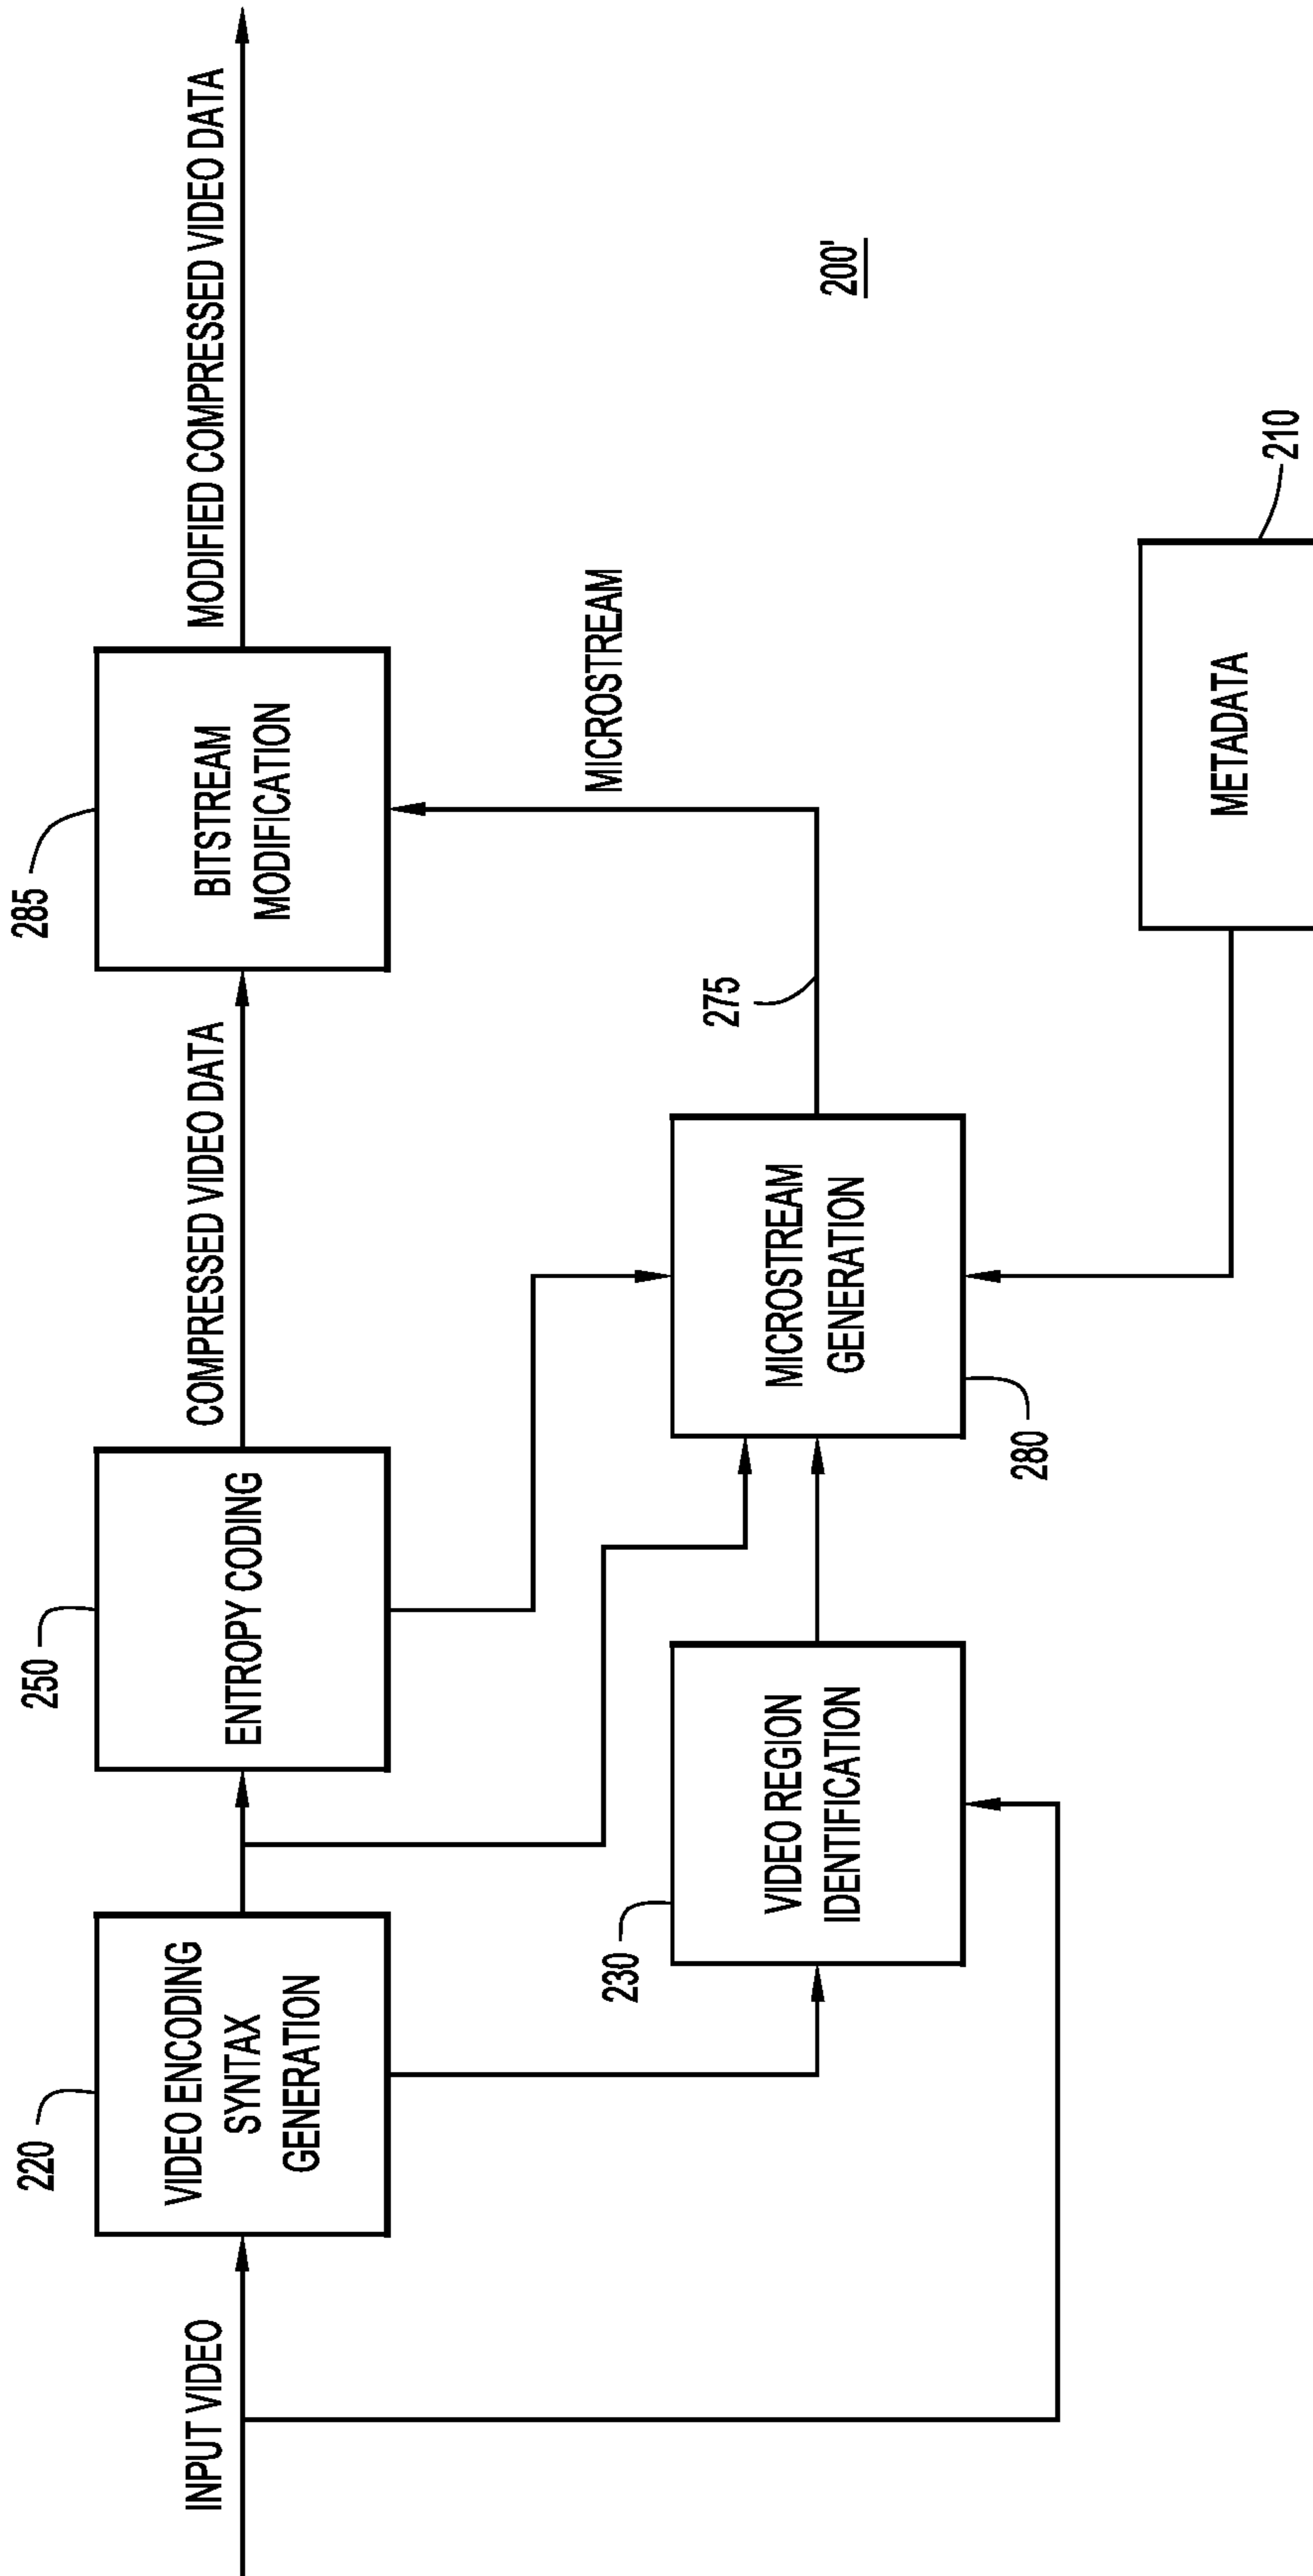 220
250
285
INPUT VIDEO
VIDEO ENCODING
SYNTAX
GENERATION
ENTROPY CODING
COMPRESSED VIDEO DATA
BITSTREAM
MODIFICATION
MODIFIED COMPRESSED VIDEO DATA
MICROSTREAM
230
VIDEO REGION
IDENTIFICATION
MICROSTREAM
GENERATION
275
280
200'
METADATA
210